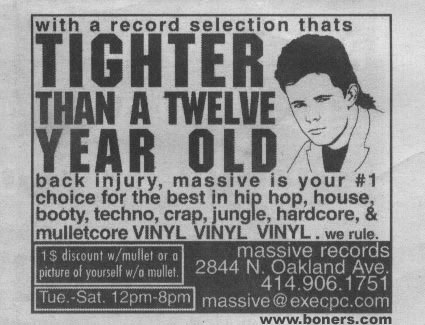 with a record selection thats
TIGHTER
THAN A TWELVE
YEAR OLD
back injury, massive is your #1
choice for the best in hip hop, house,
booty, techno, crap, jungle, hardcore, &
mulletcore VINYL VINYL VINYL . we rule.
1$ discount w/mullet or a
picture of yourself w/a mullet.
Tue.-Sat. 12pm-8pm
massive records
2844 N. Oakland Ave.
414.906.1751
massive@execpc.com
www.boners.com